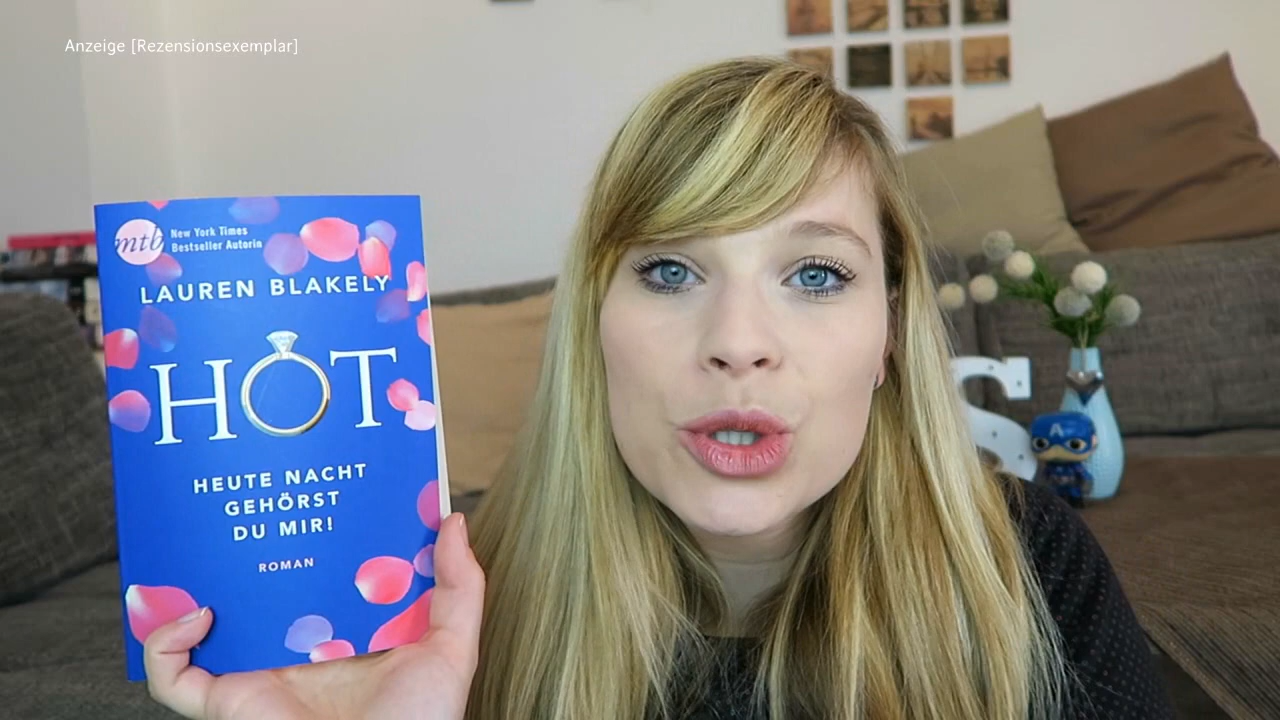 Anzeige [Rezensionsexemplar]
mtb
New York Times
Bestseller Autorin
LAUREN BLAKELY
HOT
HEUTE NACHT
GEHÖRST
DU MIR!
ROMAN
S
A